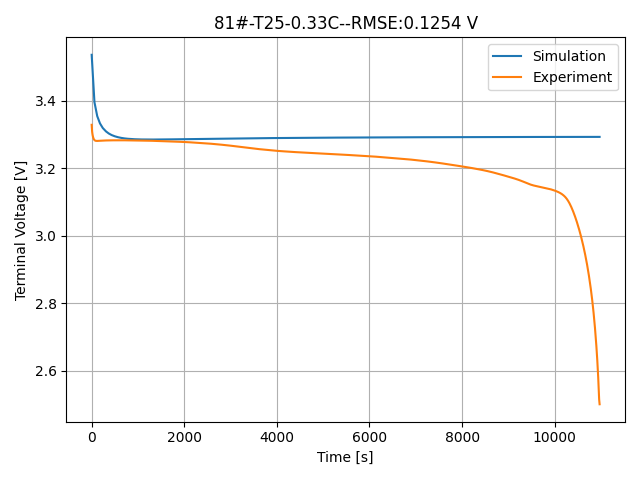 81#-T25-0.33C--RMSE:0.1254 V
Simulation
Experiment
Terminal Voltage [V]
3.4
3.2
3.0
2.8
2.6
0 2000 4000 6000 8000 10000
Time [s]